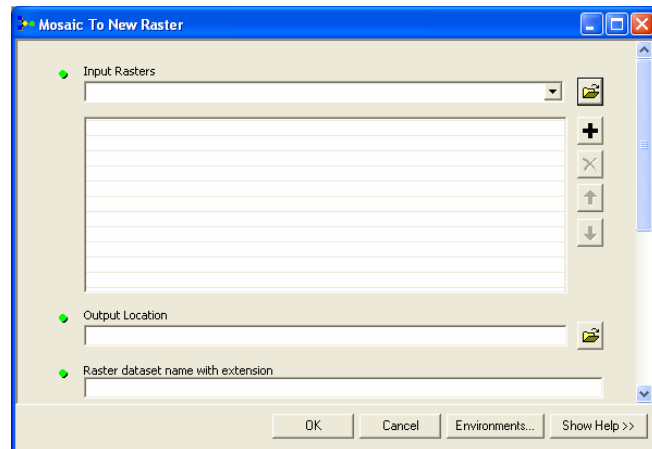 Mosaic To New Raster
Input Rasters
Output Location
Raster dataset name with extension
OK Cancel Environments... Show Help >>